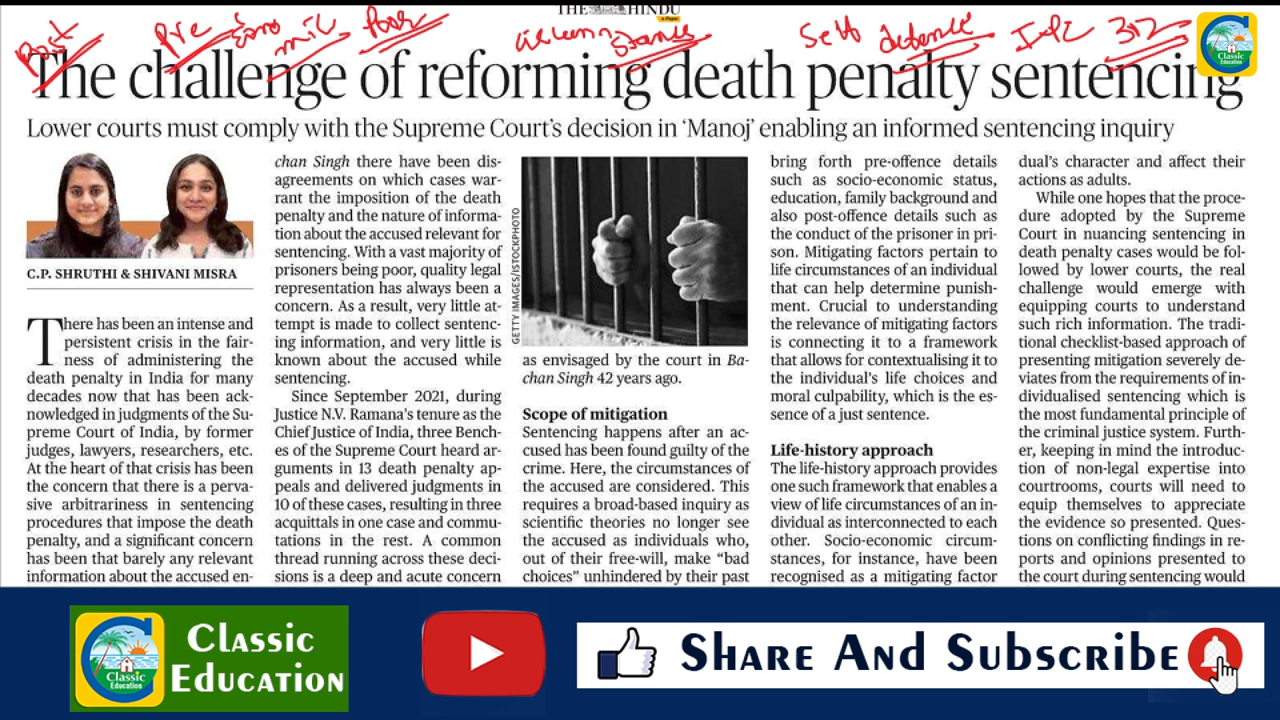 THE HINDU
Post Pre Eono mic Poor
Self defence IPC 312
Classic
Education
The challenge of reforming death penalty sentencing
Lower courts must comply with the Supreme Court's decision in 'Manoj' enabling an informed sentencing inquiry
C.P. SHRUTHI & SHIVANI MISRA
There has been an intense and
persistent crisis in the fair-
ness of administering the
death penalty in India for many
decades now that has been ack-
nowledged in judgments of the Su-
preme Court of India, by former
judges, lawyers, researchers, etc.
At the heart of that crisis has been
the concern that there is a perva-
sive arbitrariness in sentencing
procedures that impose the death
penalty, and a significant concern
has been that barely any relevant
information about the accused en-
chan Singh there have been dis-
agreements on which cases war-
rant the imposition of the death
penalty and the nature of informa-
tion about the accused relevant for
sentencing. With a vast majority of
prisoners being poor, quality legal
representation has always been a
concern. As a result, very little at-
tempt is made to collect sentenc-
ing information, and very little is
known about the accused while
sentencing.
Since September 2021, during
Justice N.V. Ramana's tenure as the
Chief Justice of India, three Bench-
es of the Supreme Court heard ar-
guments in 13 death penalty ap-
peals and delivered judgments in
10 of these cases, resulting in three
acquittals in one case and commu-
tations in the rest. A common
thread running across these deci-
sions is a deep and acute concern
GETTY IMAGES/ISTOCKPHOTO
as envisaged by the court in Ba-
chan Singh 42 years ago.
Scope of mitigation
Sentencing happens after an ac-
cused has been found guilty of the
crime. Here, the circumstances of
the accused are considered. This
requires a broad-based inquiry as
scientific theories no longer see
the accused as individuals who,
out of their free-will, make "bad
choices" unhindered by their past
bring forth pre-offence details
such as socio-economic status,
education, family background and
also post-offence details such as
the conduct of the prisoner in pri-
son. Mitigating factors pertain to
life circumstances of an individual
that can help determine punish-
ment. Crucial to understanding
the relevance of mitigating factors
is connecting it to a framework
that allows for contextualising it to
the individual's life choices and
moral culpability, which is the es-
sence of a just sentence.
Life-history approach
The life-history approach provides
one such framework that enables a
view of life circumstances of an in-
dividual as interconnected to each
other. Socio-economic circum-
stances, for instance, have been
recognised as a mitigating factor
dual's character and affect their
actions as adults.
While one hopes that the proce-
dure adopted by the Supreme
Court in nuancing sentencing in
death penalty cases would be fol-
lowed by lower courts, the real
challenge would emerge with
equipping courts to understand
such rich information. The tradi-
tional checklist-based approach of
presenting mitigation severely de-
viates from the requirements of in-
dividualised sentencing which is
the most fundamental principle of
the criminal justice system. Furth-
er, keeping in mind the introduc-
tion of non-legal expertise into
courtrooms, courts will need to
equip themselves to appreciate
the evidence so presented. Ques-
tions on conflicting findings in re-
ports and opinions presented to
the court during sentencing would
Classic
Education
Classic
Education
Share And Subscribe